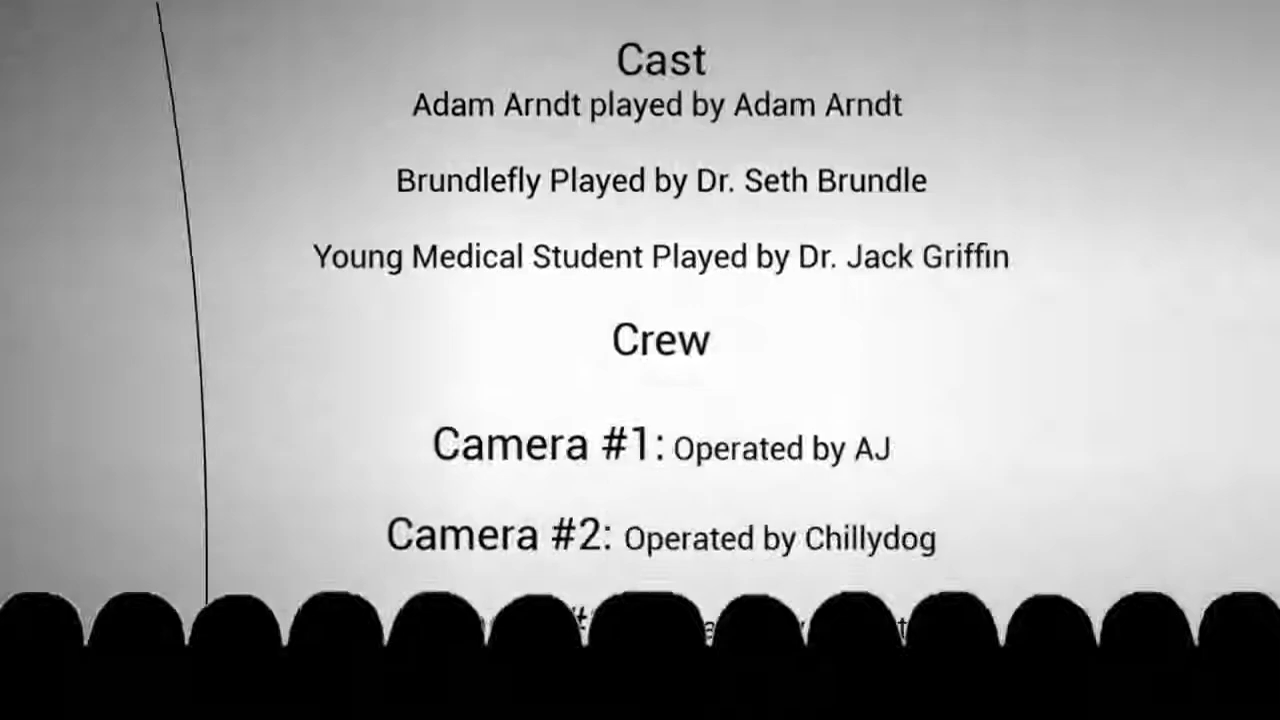 Cast
Adam Arndt played by Adam Arndt
Brundlefly Played by Dr. Seth Brundle
Young Medical Student Played by Dr. Jack Griffin
Crew
Camera #1: Operated by AJ
Camera #2: Operated by Chillydog